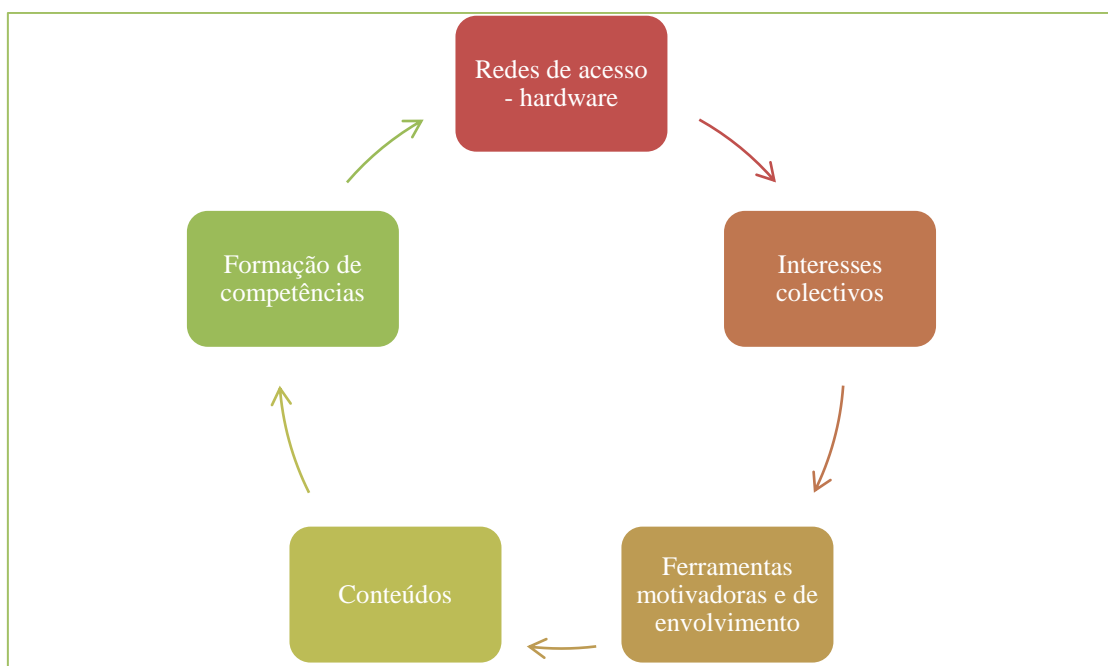 Redes de acesso
- hardware
Interesses
colectivos
Ferramentas
motivadoras e de
envolvimento
Conteúdos
Formação de
competências